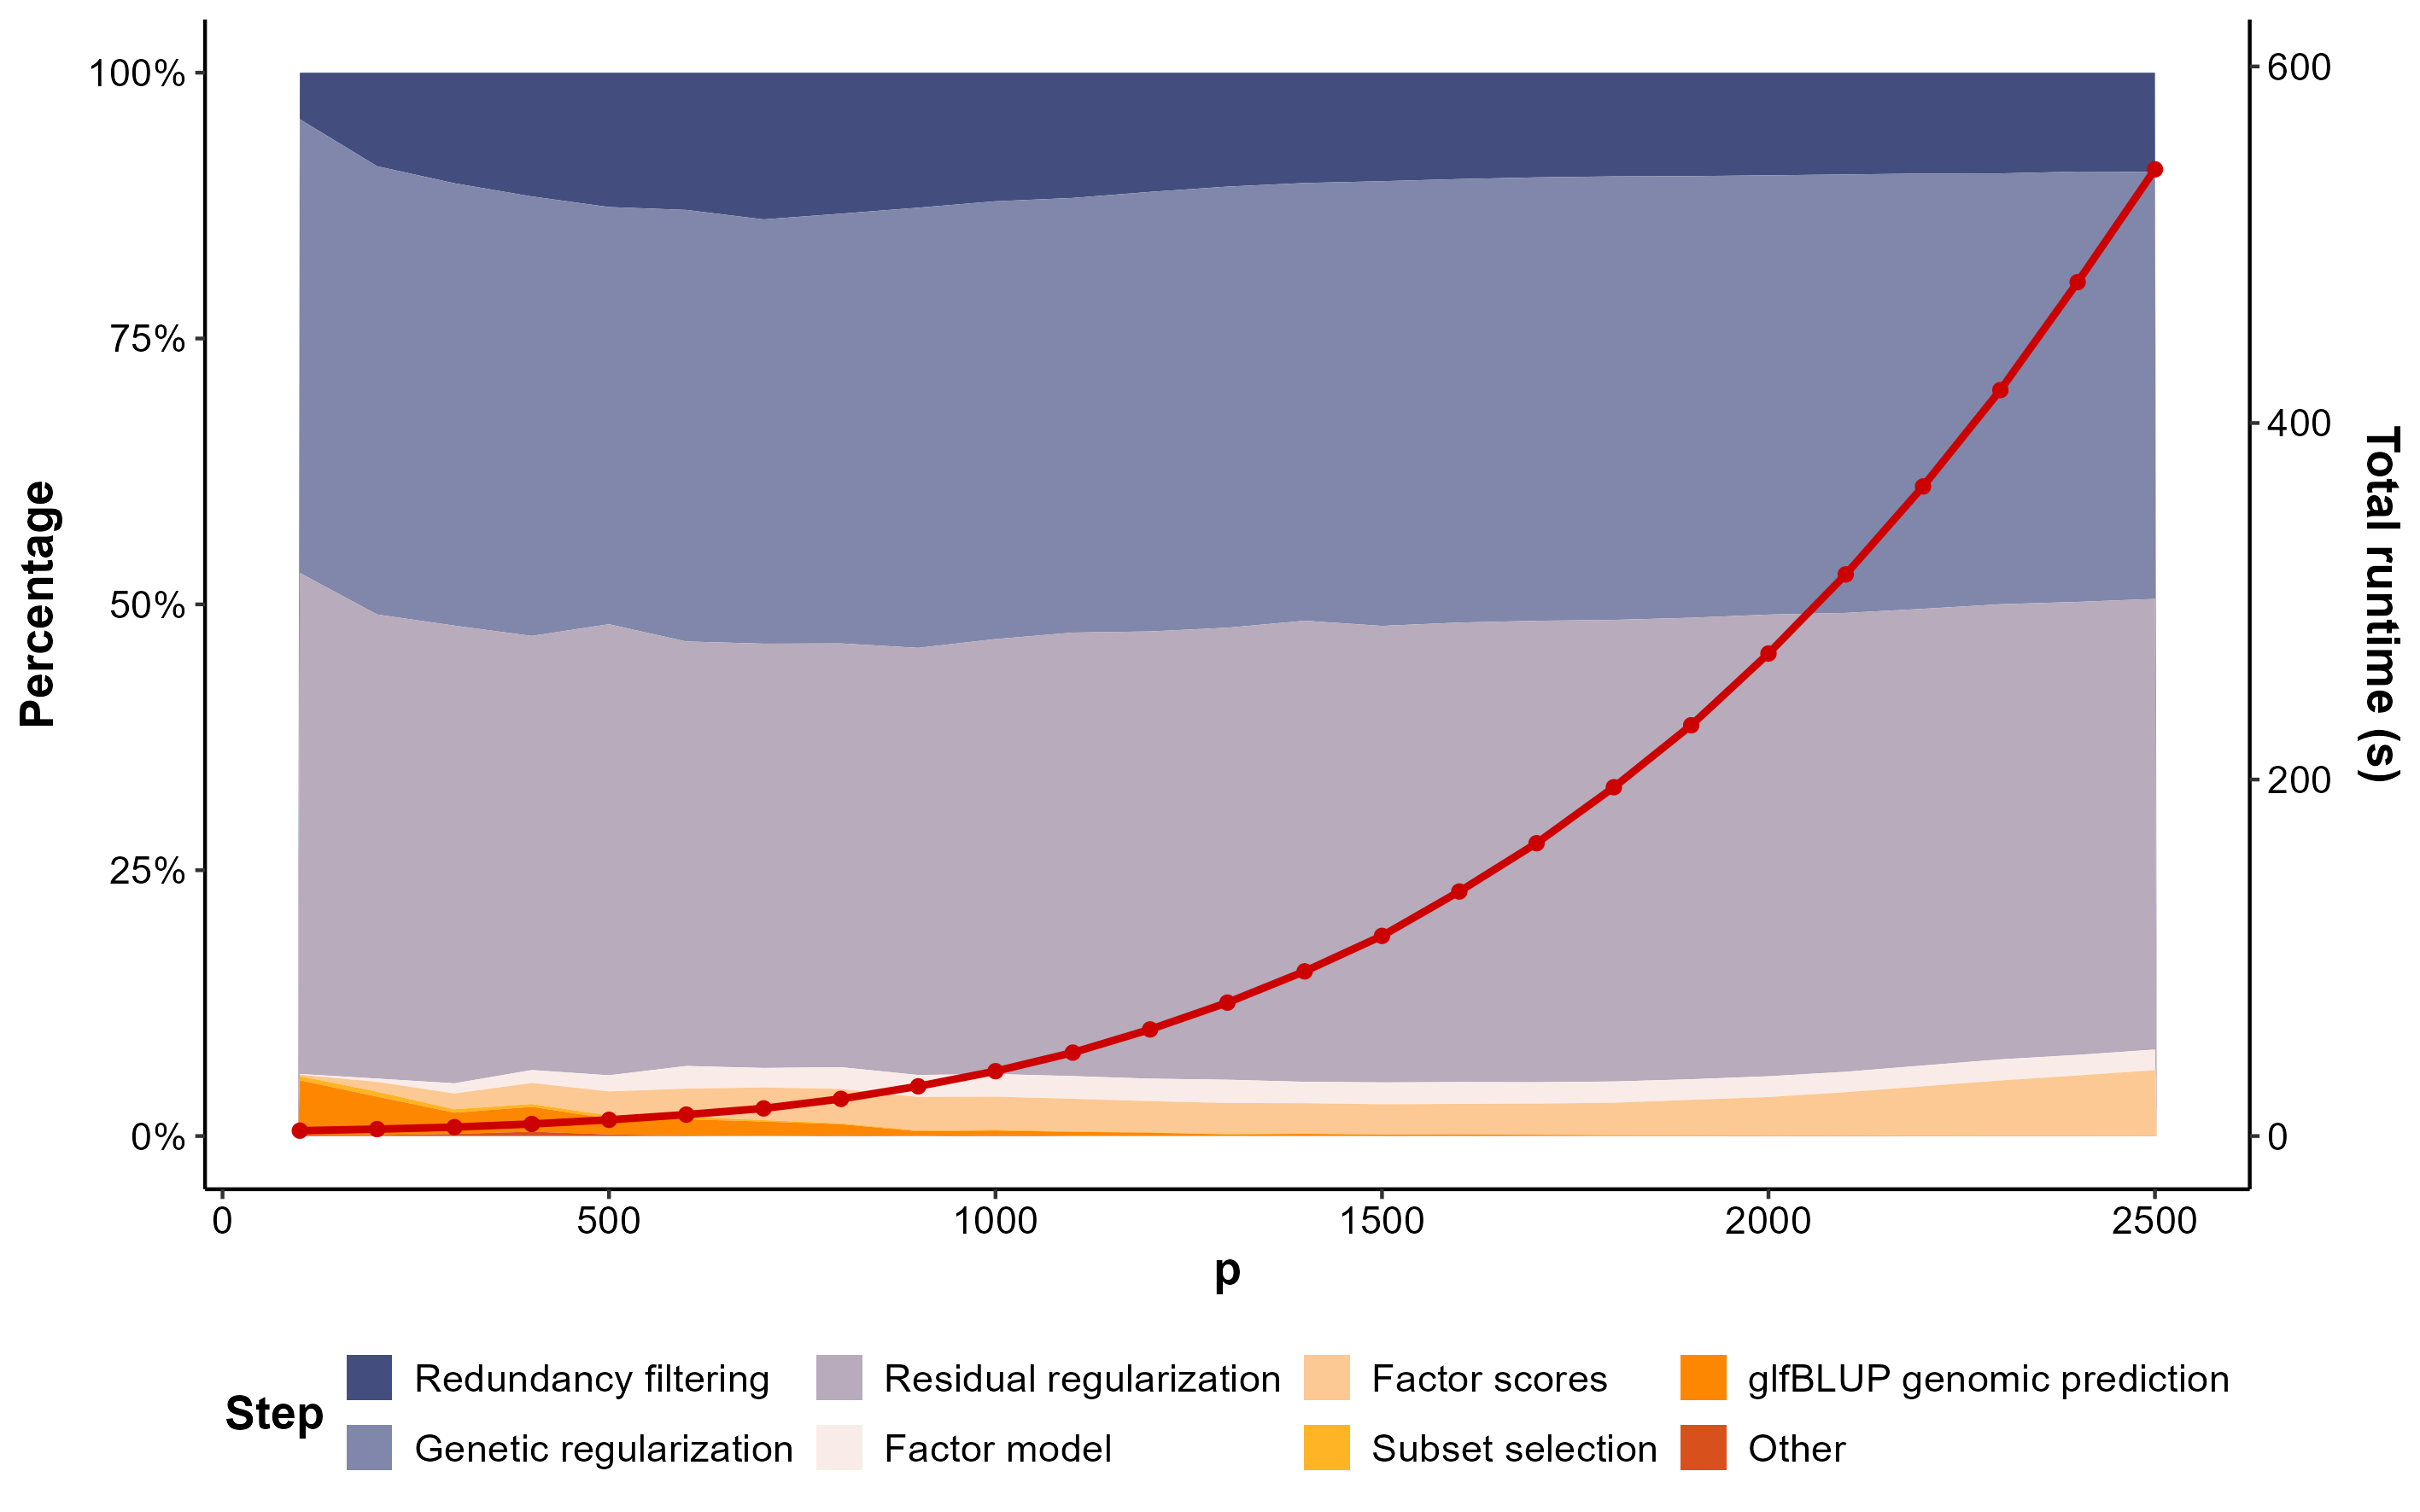 100%
75%
50%
25%
0%
Percentage
600
400
200
0
Total runtime (s)
0 500 1000 1500 2000 2500
p
Step
Redundancy filtering Residual regularization Factor scores glfBLUP genomic prediction
Genetic regularization Factor model Subset selection Other